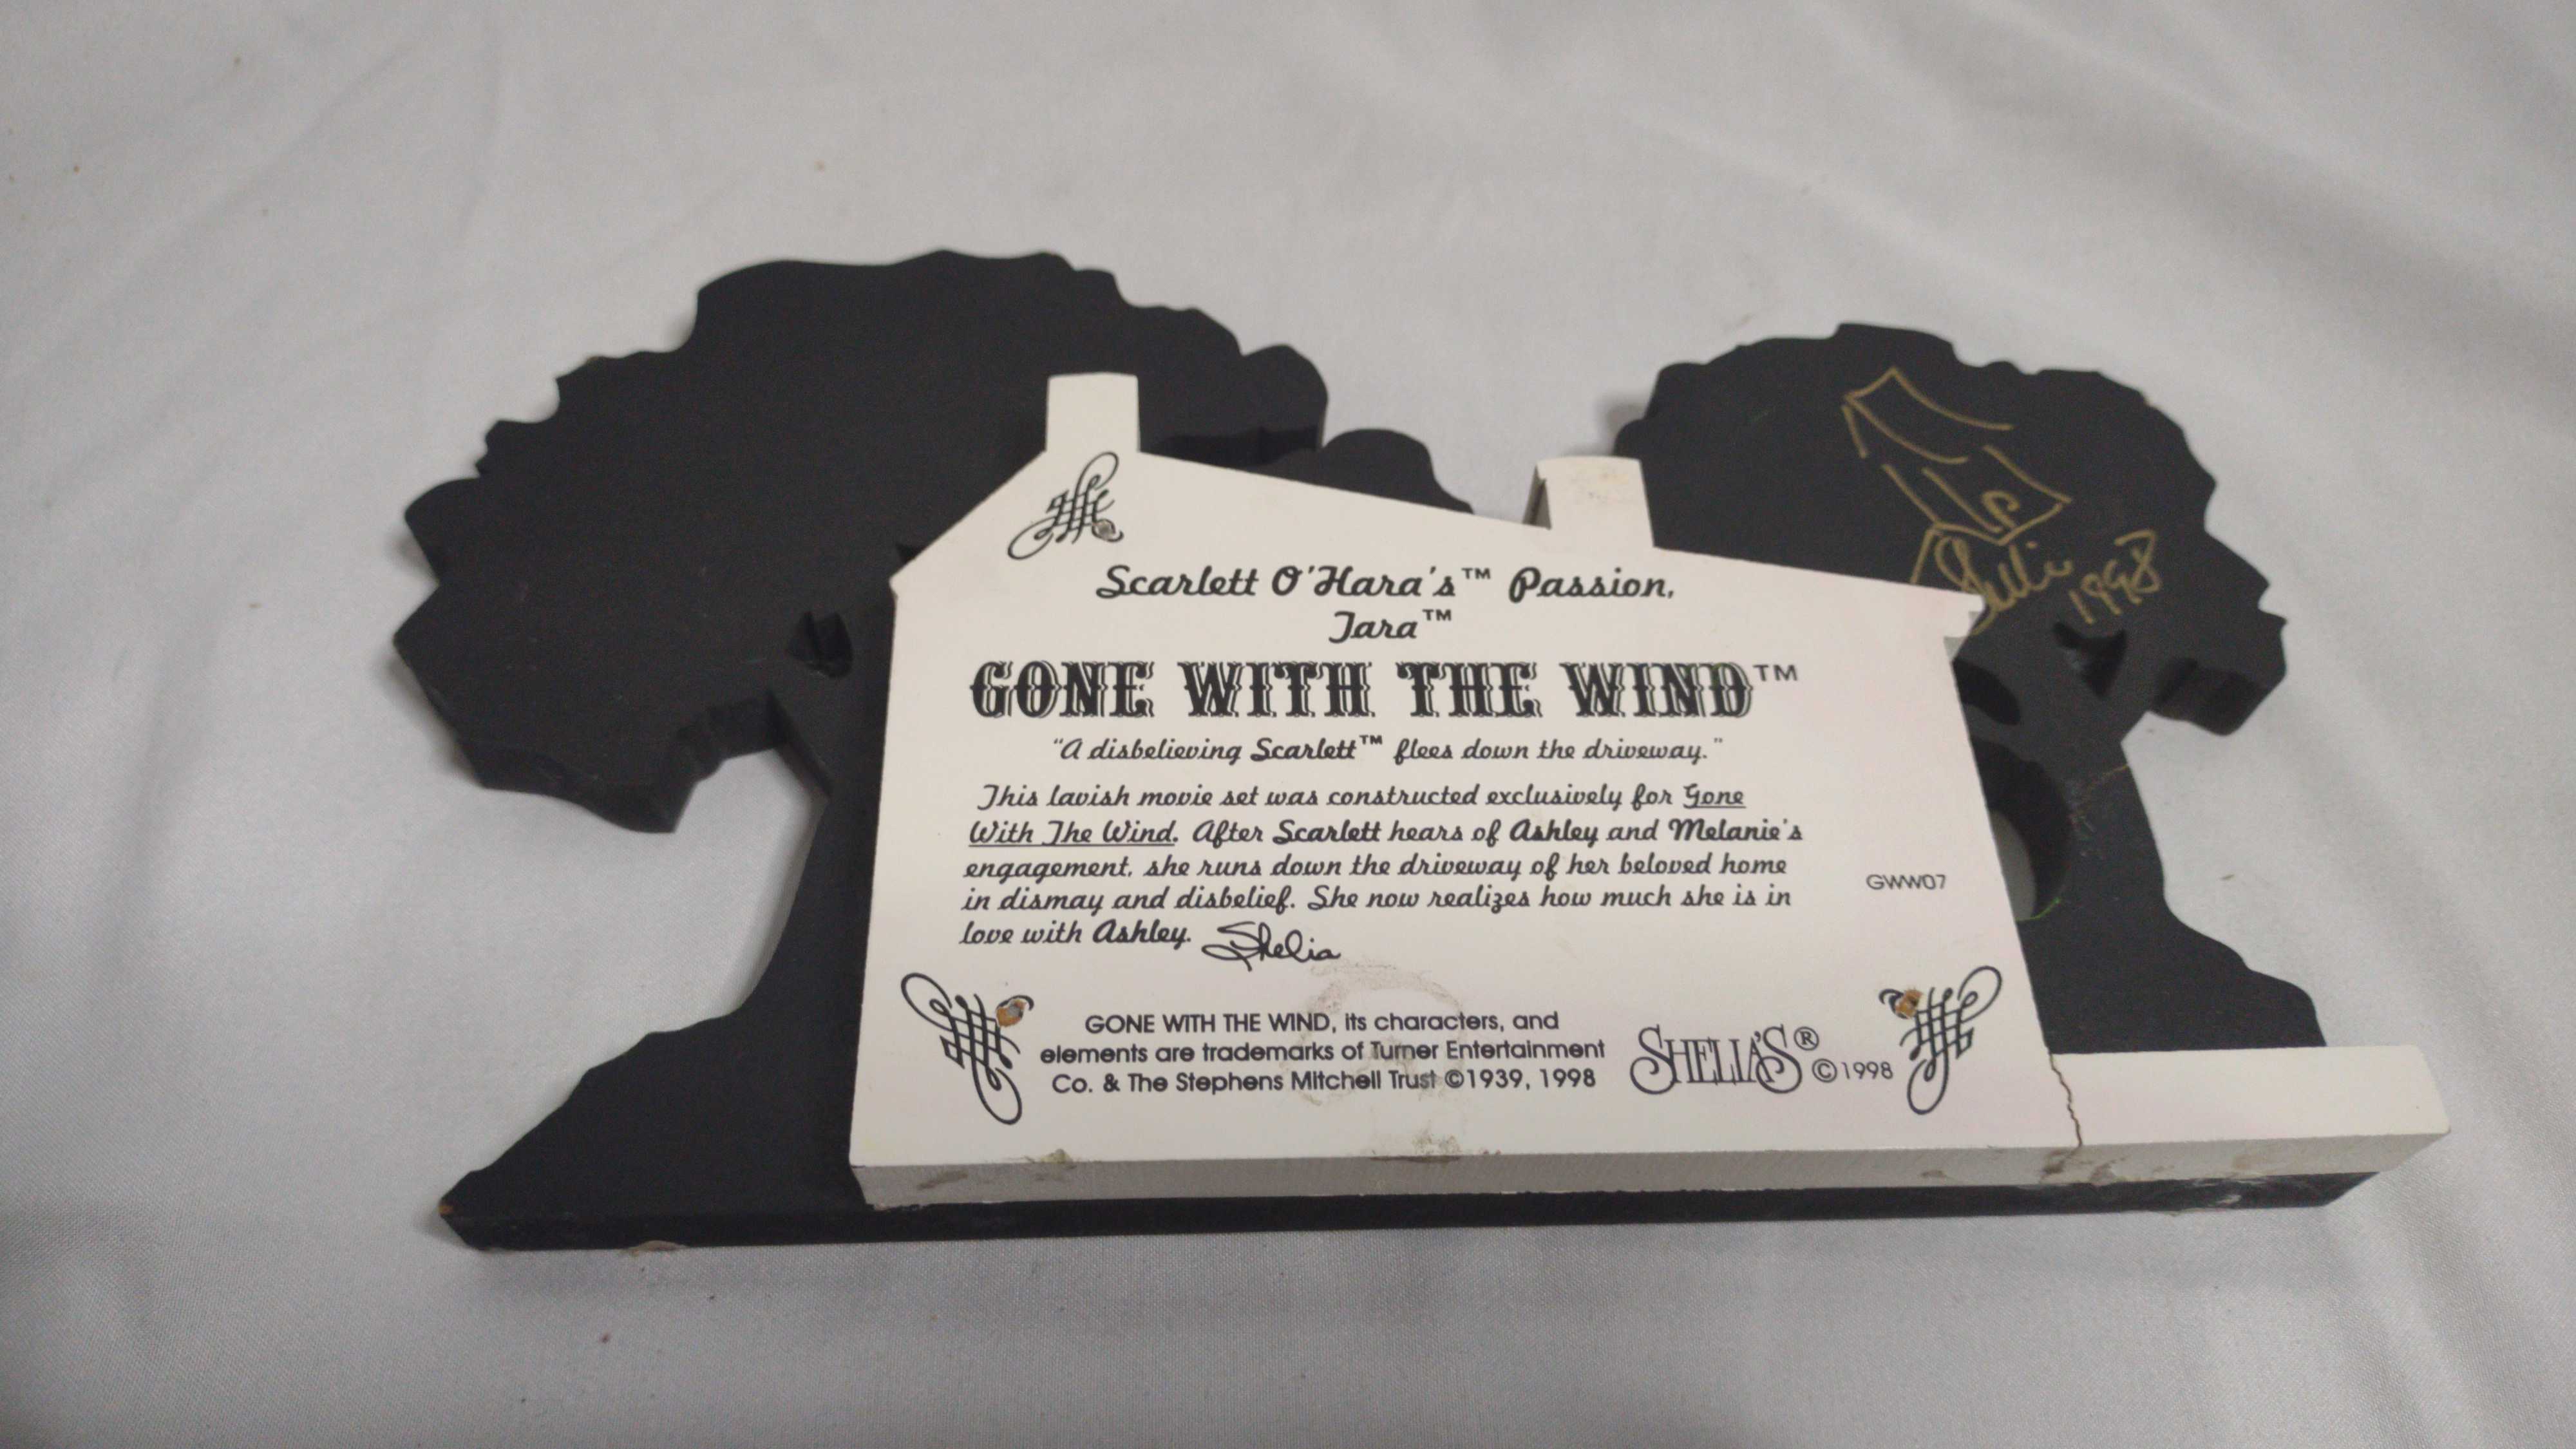 Scarlett O'Hara's™ Passion,
Tara™
GONE WITH THE WIND™
"A disbelieving Scarlett™ flees down the driveway."
This lavish movie set was constructed exclusively for Gone
With The Wind. After Scarlett hears of Ashley and Melanie's
engagement, she runs down the driveway of her beloved home
in dismay and disbelief. She now realizes how much she is in
love with Ashley. Shelia
GWW07
GONE WITH THE WIND, its characters, and
elements are trademarks of Turner Entertainment
Co. & The Stephens Mitchell Trust ©1939, 1998
SHELIA'S® ©1998
Shelia
1998